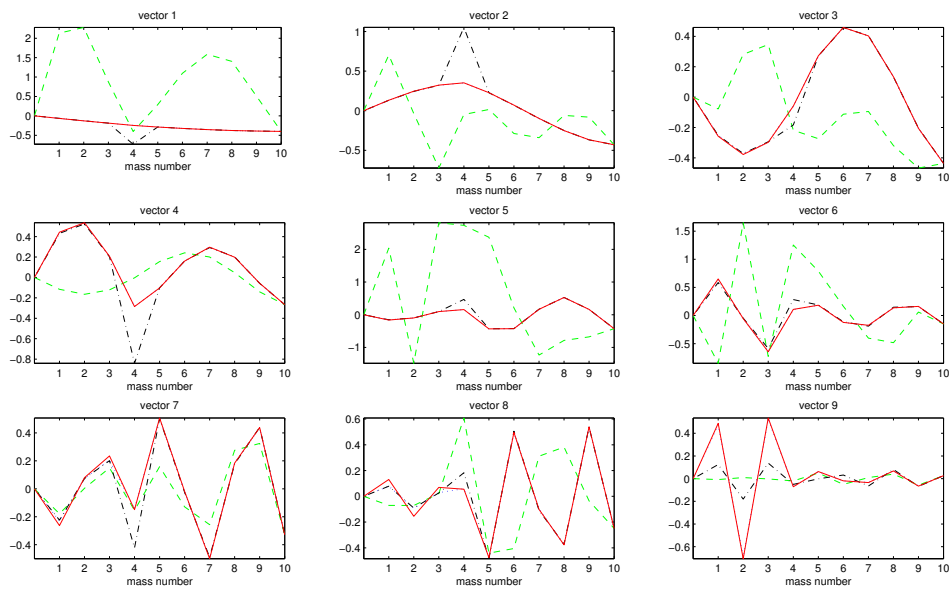 vector 1
2
1.5
1
0.5
0
−0.5
1 2 3 4 5 6 7 8 9 10
mass number
vector 2
1
0.5
0
−0.5
1 2 3 4 5 6 7 8 9 10
mass number
vector 3
0.4
0.2
0
−0.2
−0.4
1 2 3 4 5 6 7 8 9 10
mass number
vector 4
0.4
0.2
0
−0.2
−0.4
−0.6
−0.8
1 2 3 4 5 6 7 8 9 10
mass number
vector 5
2
1
0
−1
1 2 3 4 5 6 7 8 9 10
mass number
vector 6
1.5
1
0.5
0
−0.5
1 2 3 4 5 6 7 8 9 10
mass number
vector 7
0.4
0.2
0
−0.2
−0.4
1 2 3 4 5 6 7 8 9 10
mass number
vector 8
0.6
0.4
0.2
0
−0.2
−0.4
1 2 3 4 5 6 7 8 9 10
mass number
vector 9
0.4
0.2
0
−0.2
−0.4
−0.6
1 2 3 4 5 6 7 8 9 10
mass number